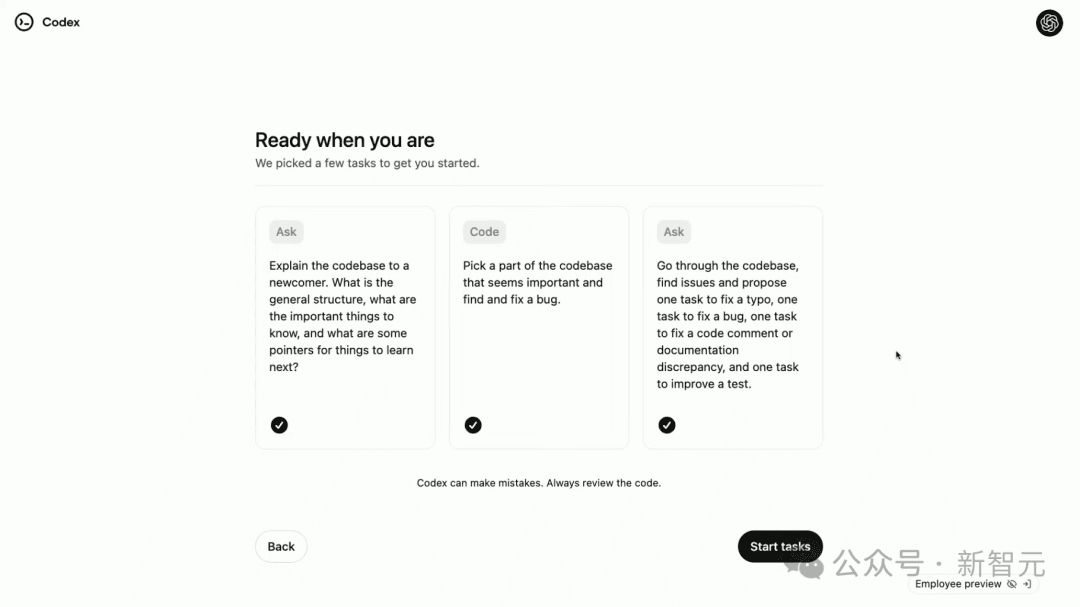 Codex
Ready when you are
We picked a few tasks to get you started.
Ask
Explain the codebase to a
newcomer. What is the
general structure, what are
the important things to
know, and what are some
pointers for things to learn
next?
Code
Pick a part of the codebase
that seems important and
find and fix a bug.
Ask
Go through the codebase,
find issues and propose
one task to fix a typo, one
task to fix a bug, one task
to fix a code comment or
documentation
discrepancy, and one task
to improve a test.
Codex can make mistakes. Always review the code.
Back
Start tasks
公众号 · 新智元
Employee preview